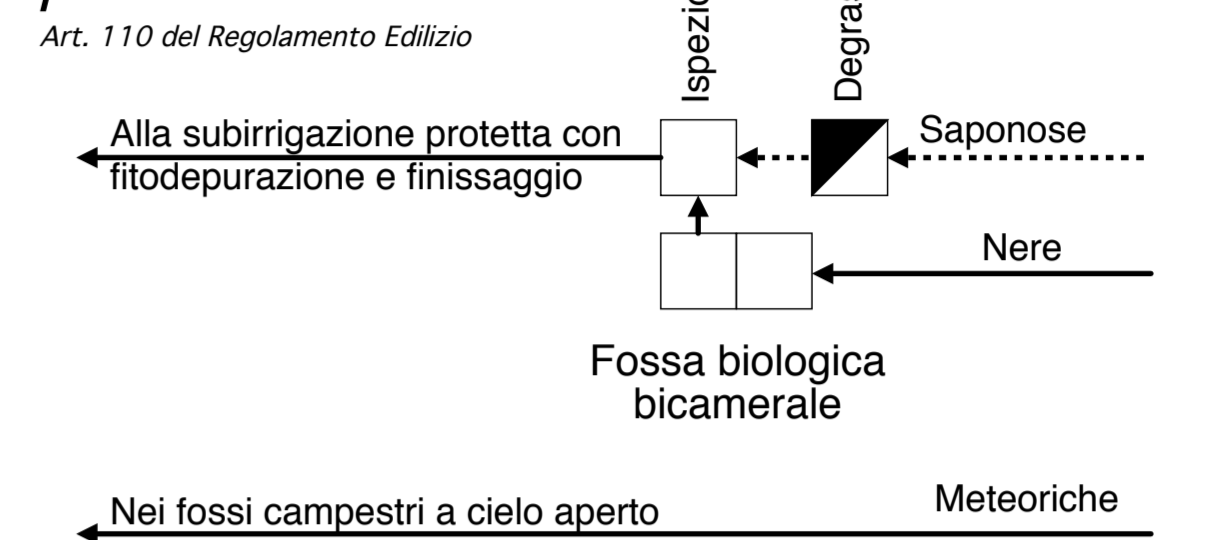 Art. 110 del Regolamento Edilizio
Alla subirrigazione protetta con
fitodepurazione e finissaggio
Saponose
Nere
Fossa biologica
bicamerale
Nei fossi campestri a cielo aperto
Meteoriche